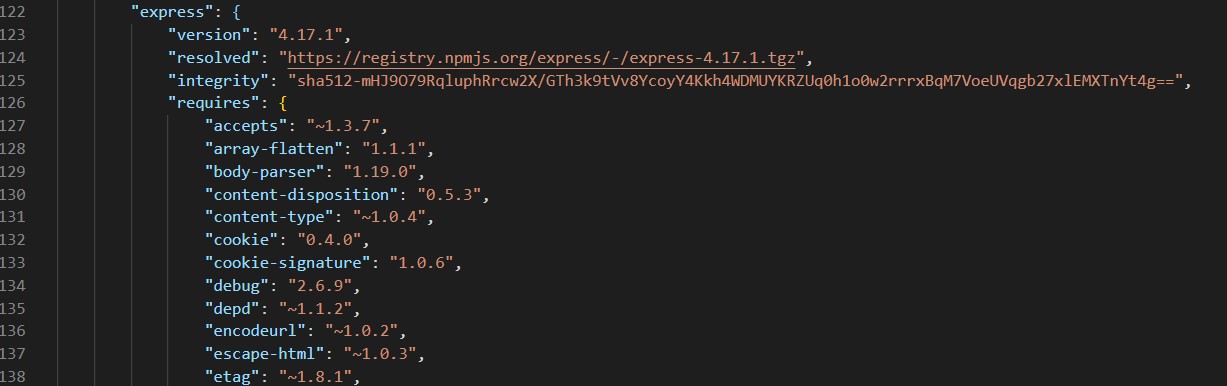 122 "express": {
123 "version": "4.17.1",
124 "resolved": "https://registry.npmjs.org/express/-/express-4.17.1.tgz",
125 "integrity": "sha512-mHJ9O79RqluphRrcw2X/GTh3k9tVv8YcoyY4Kkh4WDMUYKRZUq0h1o0w2rrrxBqM7VoeUVqgb27xlEMXTnYt4g==",
126 "requires": {
127 "accepts": "~1.3.7",
128 "array-flatten": "1.1.1",
129 "body-parser": "1.19.0",
130 "content-disposition": "0.5.3",
131 "content-type": "~1.0.4",
132 "cookie": "0.4.0",
133 "cookie-signature": "1.0.6",
134 "debug": "2.6.9",
135 "depd": "~1.1.2",
136 "encodeurl": "~1.0.2",
137 "escape-html": "~1.0.3",
138 "etag": "~1.8.1",